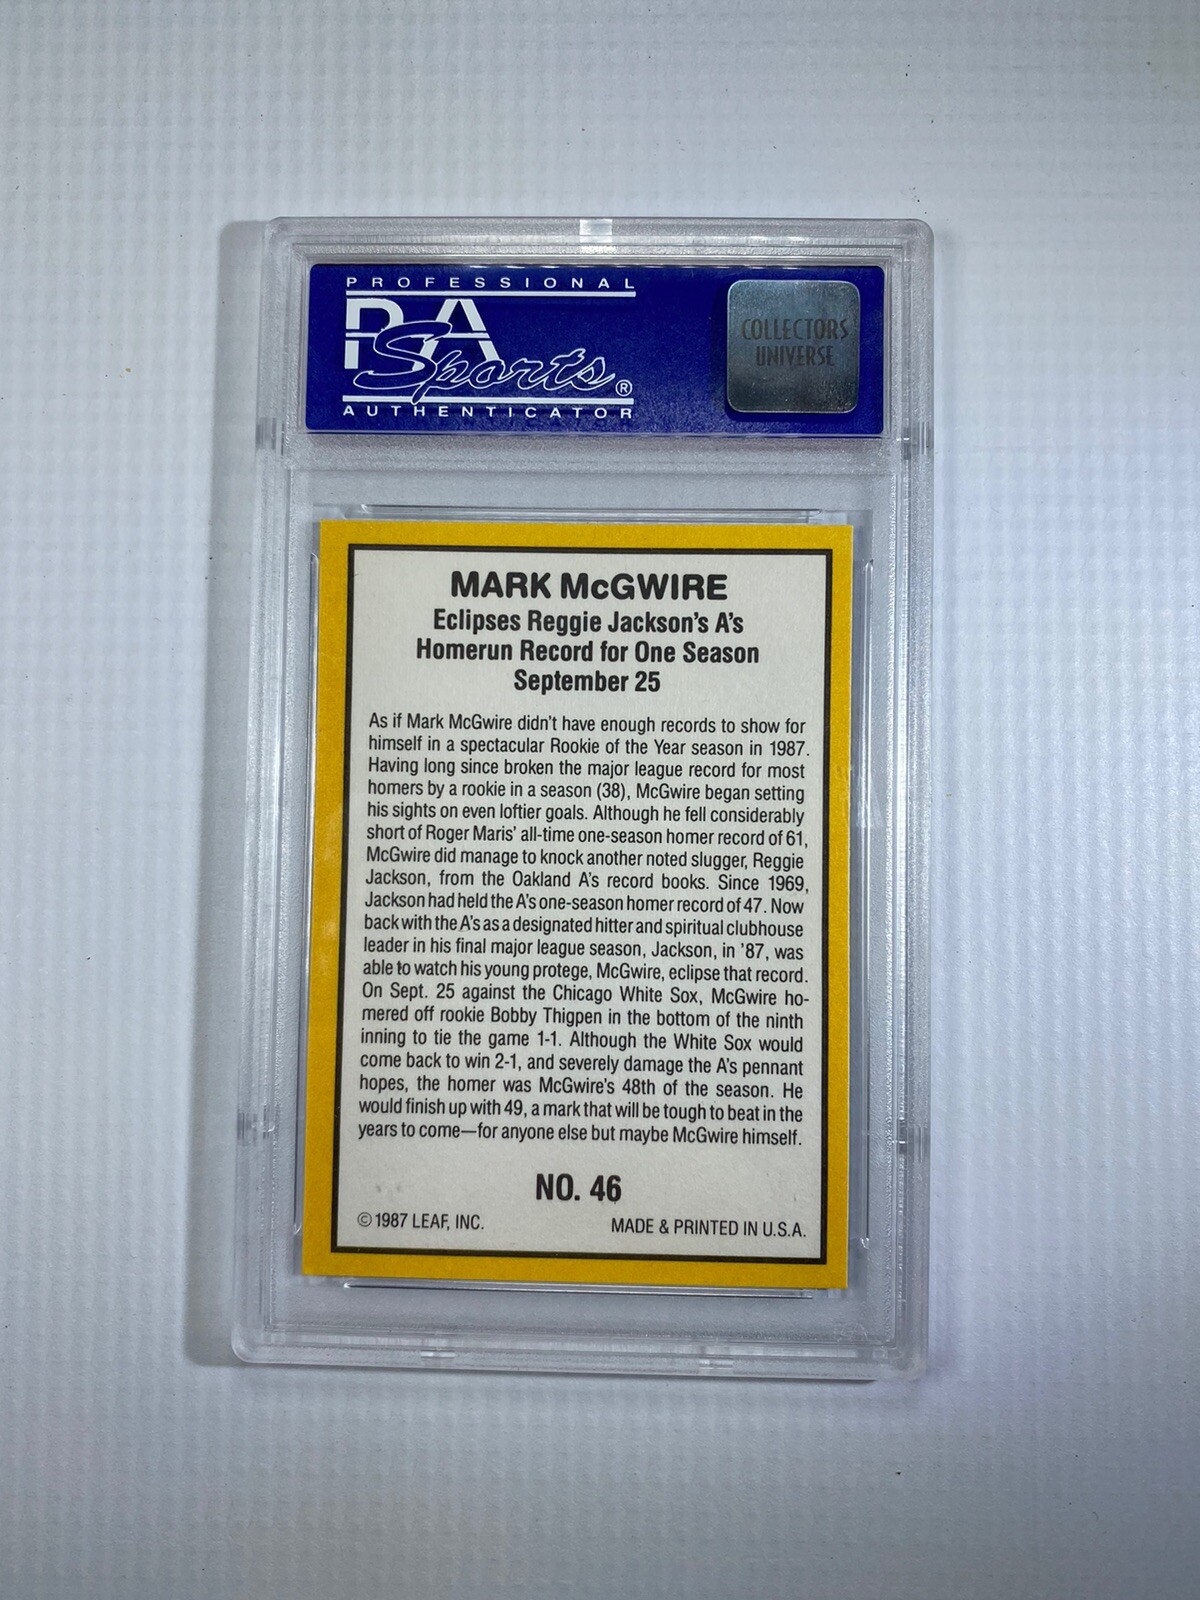 PROFESSIONAL
PSA
Sports®
AUTHENTICATOR
COLLECTORS
UNIVERSE
MARK McGWIRE
Eclipses Reggie Jackson's A's
Homerun Record for One Season
September 25
As if Mark McGwire didn't have enough records to show for
himself in a spectacular Rookie of the Year season in 1987.
Having long since broken the major league record for most
homers by a rookie in a season (38), McGwire began setting
his sights on even loftier goals. Although he fell considerably
short of Roger Maris' all-time one-season homer record of 61,
McGwire did manage to knock another noted slugger, Reggie
Jackson, from the Oakland A's record books. Since 1969,
Jackson had held the A's one-season homer record of 47. Now
back with the A's as a designated hitter and spiritual clubhouse
leader in his final major league season, Jackson, in '87, was
able to watch his young protege, McGwire, eclipse that record.
On Sept. 25 against the Chicago White Sox, McGwire ho-
mered off rookie Bobby Thigpen in the bottom of the ninth
inning to tie the game 1-1. Although the White Sox would
come back to win 2-1, and severely damage the A's pennant
hopes, the homer was McGwire's 48th of the season. He
would finish up with 49, a mark that will be tough to beat in the
years to come—for anyone else but maybe McGwire himself.
NO. 46
©1987 LEAF, INC.
MADE & PRINTED IN U.S.A.